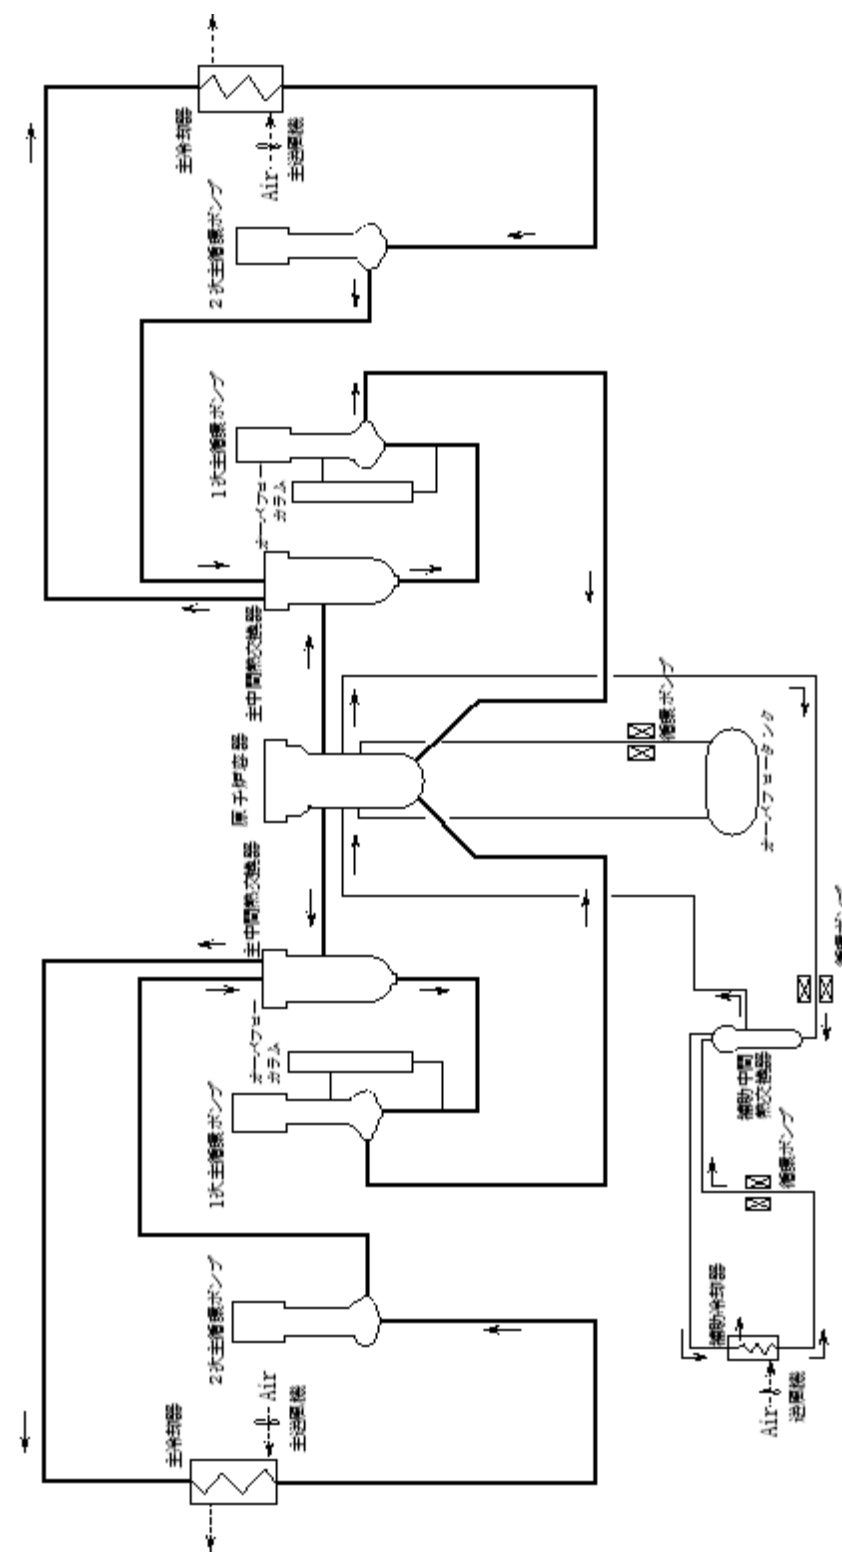 主冷却器
Air
主送風機
2次主循環ポンプ
1次主循環ポンプ
オーバフロー
カラム
主中間熱交換器
循環ポンプ
原子炉容器
オーバフロータンク
主中間熱交換器
循環ポンプ
オーバフロー
カラム
補助中間
熱交換器
1次主循環ポンプ
循環ポンプ
2次主循環ポンプ
補助冷却器
Air
主送風機
主冷却器
Air
送風機